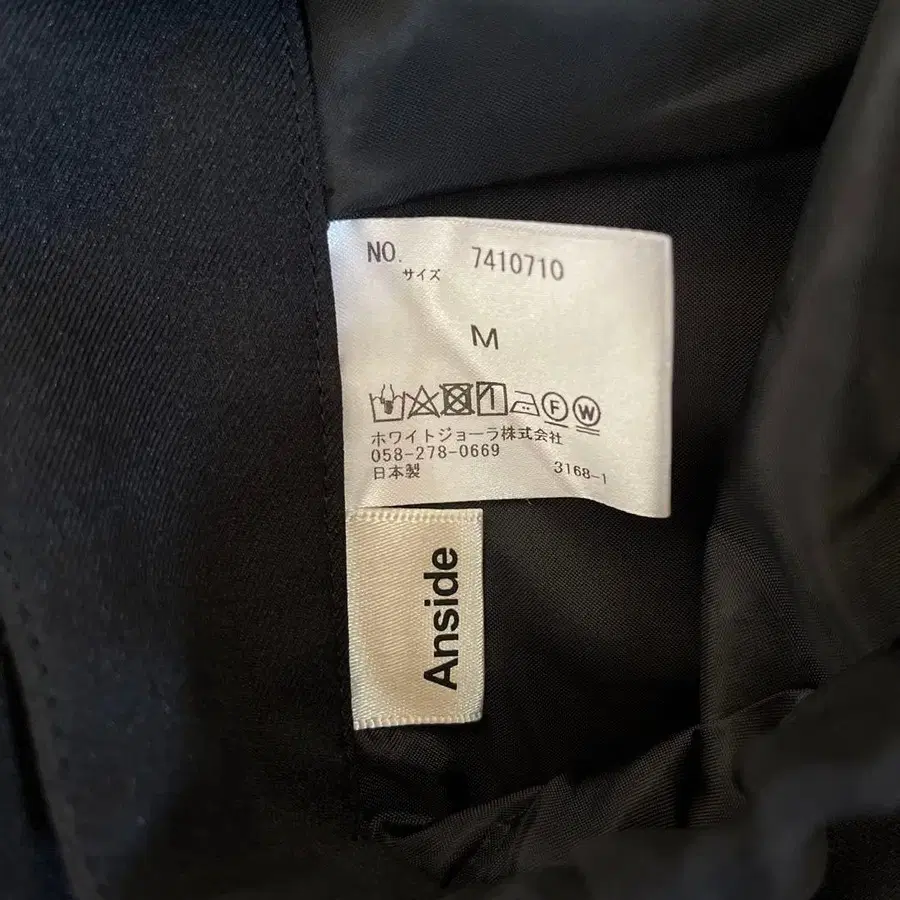 NO. 7410710
サイズ
M
F W
ホワイトジョーラ株式会社
058-278-0669
日本製 3168-1
Anside